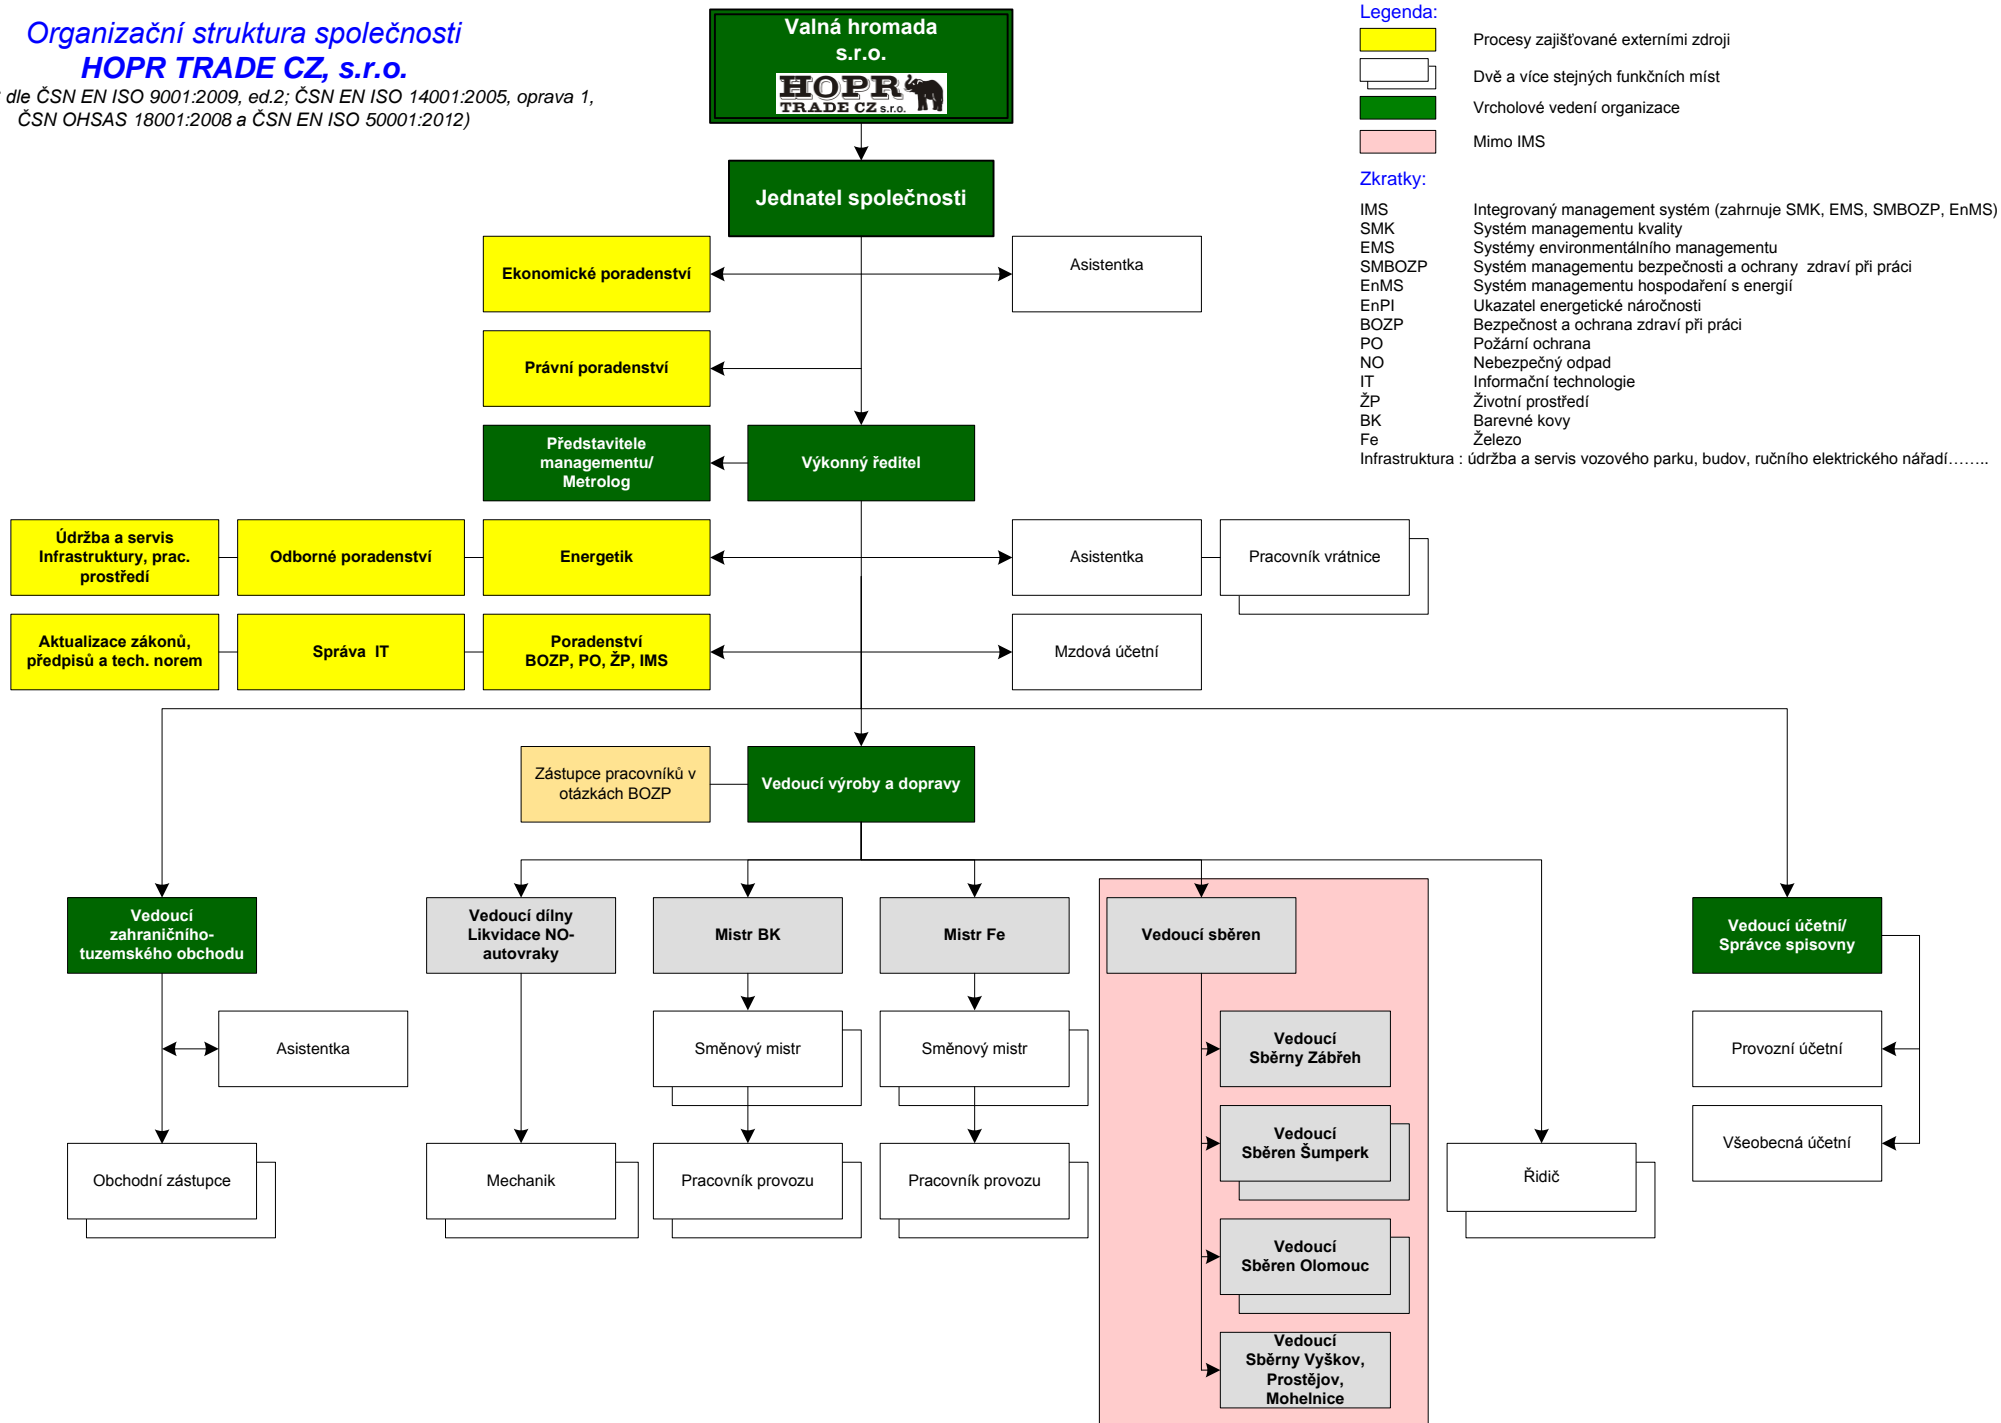 Organizační struktura společnosti
HOPR TRADE CZ, s.r.o.
dle ČSN EN ISO 9001:2009, ed.2; ČSN EN ISO 14001:2005, oprava 1,
ČSN OHSAS 18001:2008 a ČSN EN ISO 50001:2012)
Valná hromada
s.r.o.
HOPR
TRADE CZ s.r.o.
Legenda:
Procesy zajišťované externími zdroji
Dvě a více stejných funkčních míst
Vrcholové vedení organizace
Mimo IMS
Zkratky:
IMS Integrovaný management systém (zahrnuje SMK, EMS, SMBOZP, EnMS)
SMK Systém managementu kvality
EMS Systémy environmentálního managementu
SMBOZP Systém managementu bezpečnosti a ochrany zdraví při práci
EnMS Systém managementu hospodaření s energií
EnPI Ukazatel energetické náročnosti
BOZP Bezpečnost a ochrana zdraví při práci
PO Požární ochrana
NO Nebezpečný odpad
IT Informační technologie
ŽP Životní prostředí
BK Barevné kovy
Fe Železo
Infrastruktura : údržba a servis vozového parku, budov, ručního elektrického nářadí……..
Jednatel společnosti
Ekonomické poradenství
Asistentka
Právní poradenství
Představitele
managementu/
Metrolog
Výkonný ředitel
Údržba a servis
Infrastruktury, prac.
prostředí
Odborné poradenství
Energetik
Asistentka
Pracovník vrátnice
Aktualizace zákonů,
předpisů a tech. norem
Správa IT
Poradenství
BOZP, PO, ŽP, IMS
Mzdová účetní
Zástupce pracovníků v
otázkách BOZP
Vedoucí výroby a dopravy
Vedoucí
zahraničního-
tuzemského obchodu
Vedoucí dílny
Likvidace NO-
autovraky
Mistr BK
Mistr Fe
Vedoucí sběren
Vedoucí účetní/
Správce spisovny
Asistentka
Směnový mistr
Směnový mistr
Vedoucí
Sběrny Zábřeh
Provozní účetní
Obchodní zástupce
Mechanik
Pracovník provozu
Pracovník provozu
Vedoucí
Sběren Šumperk
Řidič
Všeobecná účetní
Vedoucí
Sběren Olomouc
Vedoucí
Sběrny Vyškov,
Prostějov,
Mohelnice